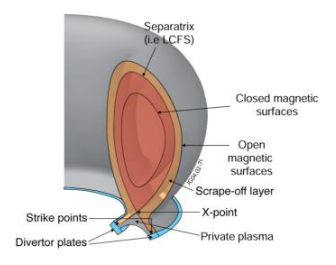 Separatrix
(i.e LCFS)
Closed magnetic
surfaces
Open
magnetic
surfaces
Scrape-off layer
Strike points
X-point
Divertor plates
Private plasma